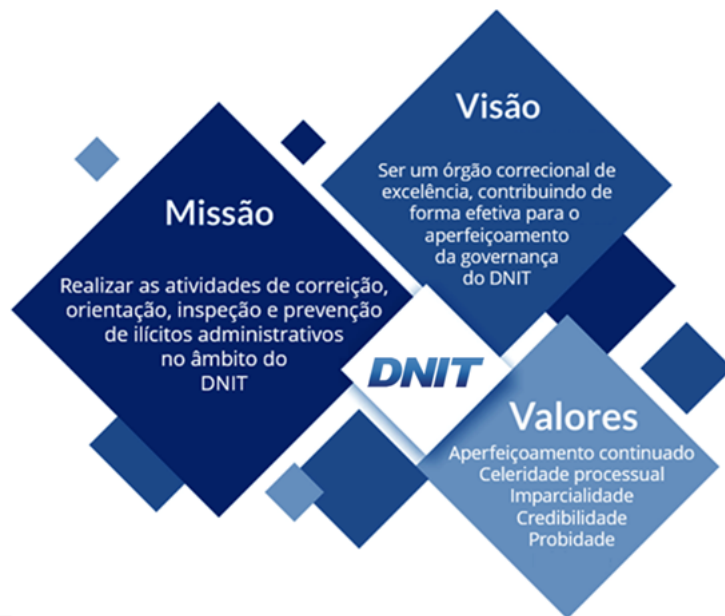 Missão
Realizar as atividades de correição,
orientação, inspeção e prevenção
de ilícitos administrativos
no âmbito do
DNIT
Visão
Ser um órgão correcional de
excelência, contribuindo de
forma efetiva para o
aperfeiçoamento
da governança
do DNIT
DNIT
Valores
Aperfeiçoamento continuado
Celeridade processual
Imparcialidade
Credibilidade
Probidade